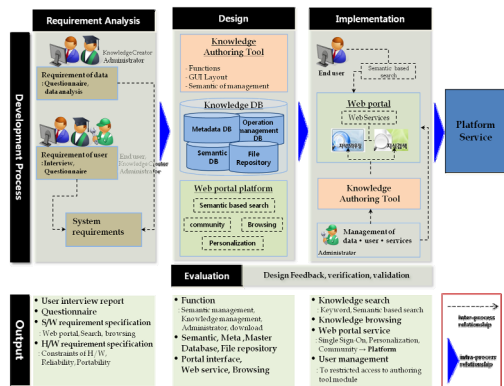 Requirement Analysis
Design
Implementation
Development Process
Knowledge Creator
Administrator
Requirement of data
:Questionnaire,
data analysis
End user,
Knowledge Creator
Administrator
Requirement of user
:Interview,
Questionnaire
System
requirements
Knowledge
Authoring Tool
- Functions
- GUI Layout
- Semantic of management
Knowledge DB
Metadata DB
Operation
management
DB
Semantic
DB
File
Repository
Web portal platform
Semantic based search
community
Browsing
Personalization
End user
Semantic based
search
Web portal
Web Services
Knowledge
Authoring Tool
Management of
data • user • services
Administrator
Platform
Service
Evaluation
Design Feedback, verification, validation
Output
• User interview report
• Questionnaire
• S/W requirement specification
: Web portal, Search, browsing
• H/W requirement specification
: Constraints of H/W,
Reliability, Portability
• Function
: Semantic management,
Knowledge management,
Administrator, download
• Semantic, Meta ,Master
Database, File repository
• Portal interface,
Web service, Browsing
• Knowledge search
: Keyword, Semantic based search
• Knowledge browsing
• Web portal service
: Single Sign-On, Personalization,
Community → Platform
• User management
: To restricted access to authoring
tool module
inter-process
relationship
intra-process
relationship